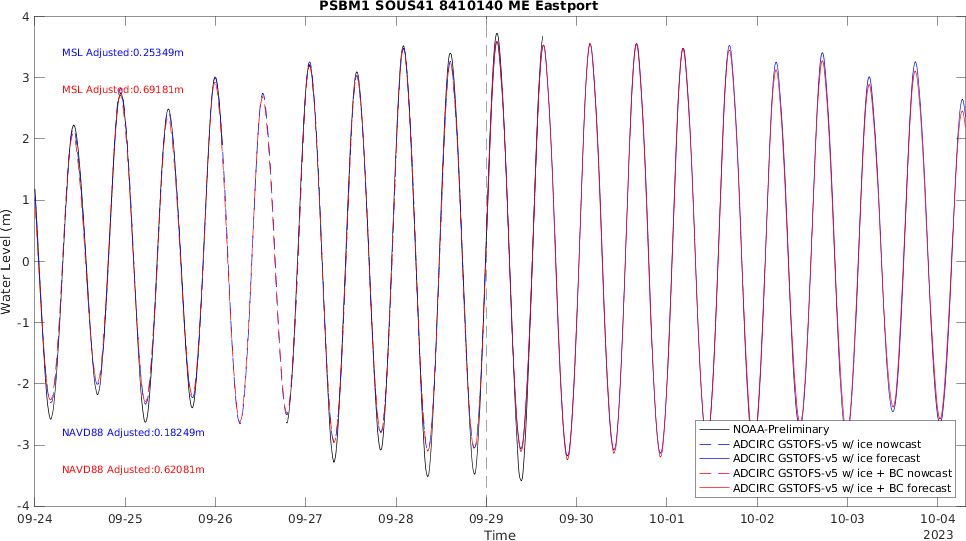 PSBM1 SOUS41 8410140 ME Eastport
4
3
2
1
0
-1
-2
-3
-4
Water Level (m)
MSL Adjusted:0.25349m
MSL Adjusted:0.69181m
NAVD88 Adjusted:0.18249m
NAVD88 Adjusted:0.62081m
NOAA-Preliminary
ADCIRC GSTOFS-v5 w/ ice nowcast
ADCIRC GSTOFS-v5 w/ ice forecast
ADCIRC GSTOFS-v5 w/ ice + BC nowcast
ADCIRC GSTOFS-v5 w/ ice + BC forecast
09-24 09-25 09-26 09-27 09-28 09-29 09-30 10-01 10-02 10-03 10-04
Time
2023